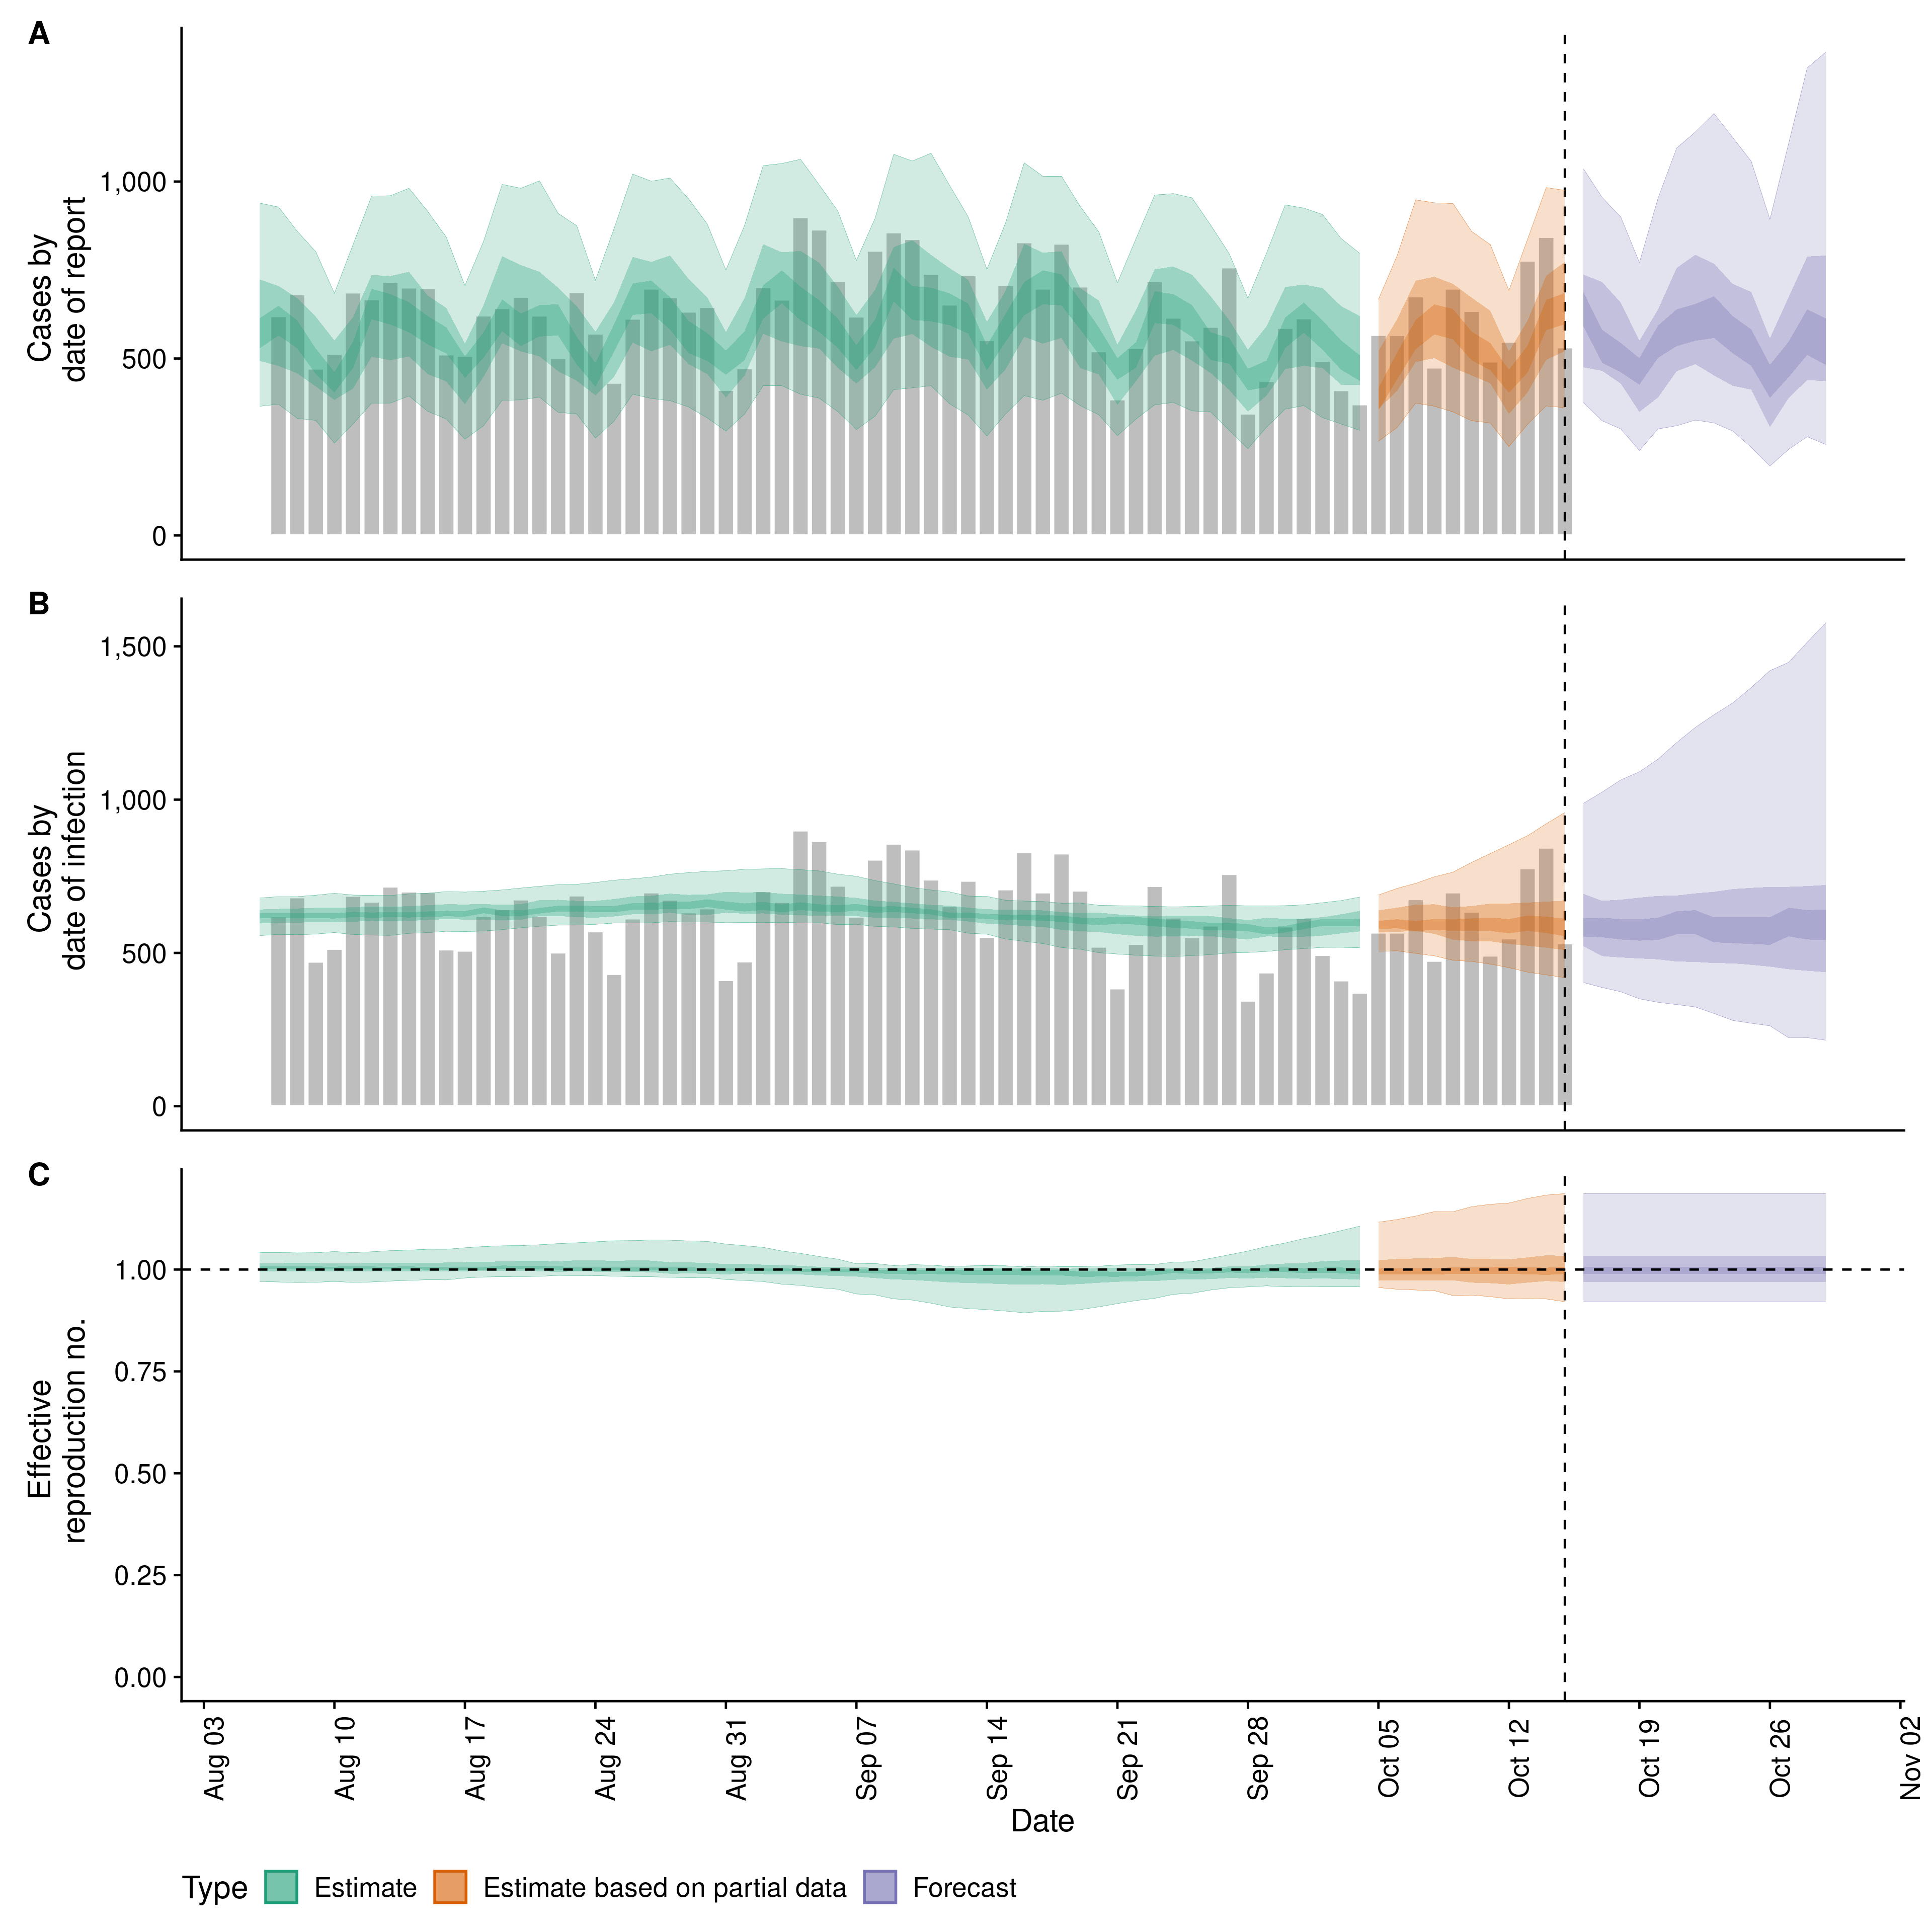 A
Cases by
date of report
1,000
500
0
B
Cases by
date of infection
1,500
1,000
500
0
C
Effective
reproduction no.
1.00
0.75
0.50
0.25
0.00
Aug 03
Aug 10
Aug 17
Aug 24
Aug 31
Sep 07
Sep 14
Sep 21
Sep 28
Oct 05
Oct 12
Oct 19
Oct 26
Nov 02
Date
Type Estimate Estimate based on partial data Forecast